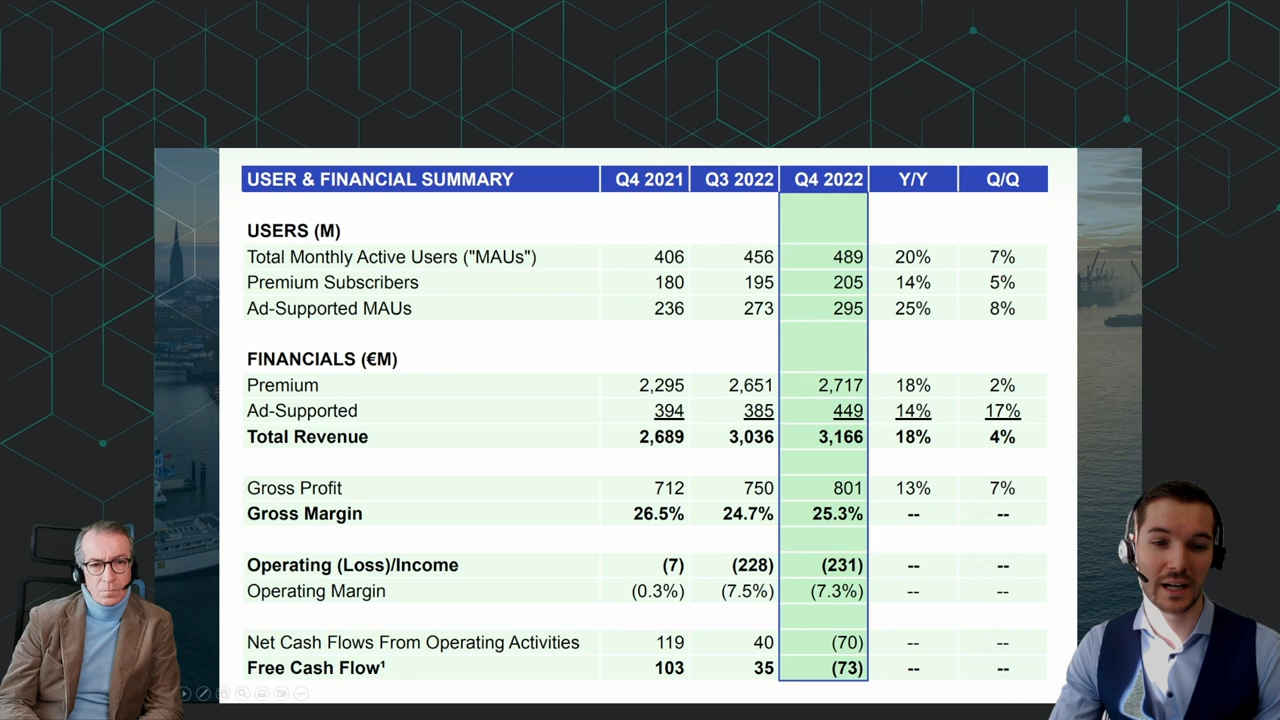 USER & FINANCIAL SUMMARY Q4 2021 Q3 2022 Q4 2022 Y/Y Q/Q
USERS (M)
Total Monthly Active Users ("MAUs") 406 456 489 20% 7%
Premium Subscribers 180 195 205 14% 5%
Ad-Supported MAUs 236 273 295 25% 8%
FINANCIALS (€M)
Premium 2,295 2,651 2,717 18% 2%
Ad-Supported 394 385 449 14% 17%
Total Revenue 2,689 3,036 3,166 18% 4%
Gross Profit 712 750 801 13% 7%
Gross Margin 26.5% 24.7% 25.3% -- --
Operating (Loss)/Income (7) (228) (231) -- --
Operating Margin (0.3%) (7.5%) (7.3%) -- --
Net Cash Flows From Operating Activities 119 40 (70) -- --
Free Cash Flow¹ 103 35 (73) -- --